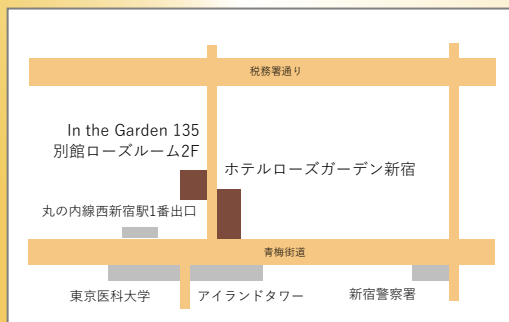 税務署通り
In the Garden 135
別館ローズルーム2F
ホテルローズガーデン新宿
丸の内線西新宿駅1番出口
青梅街道
東京医科大学
アイランドタワー
新宿警察署